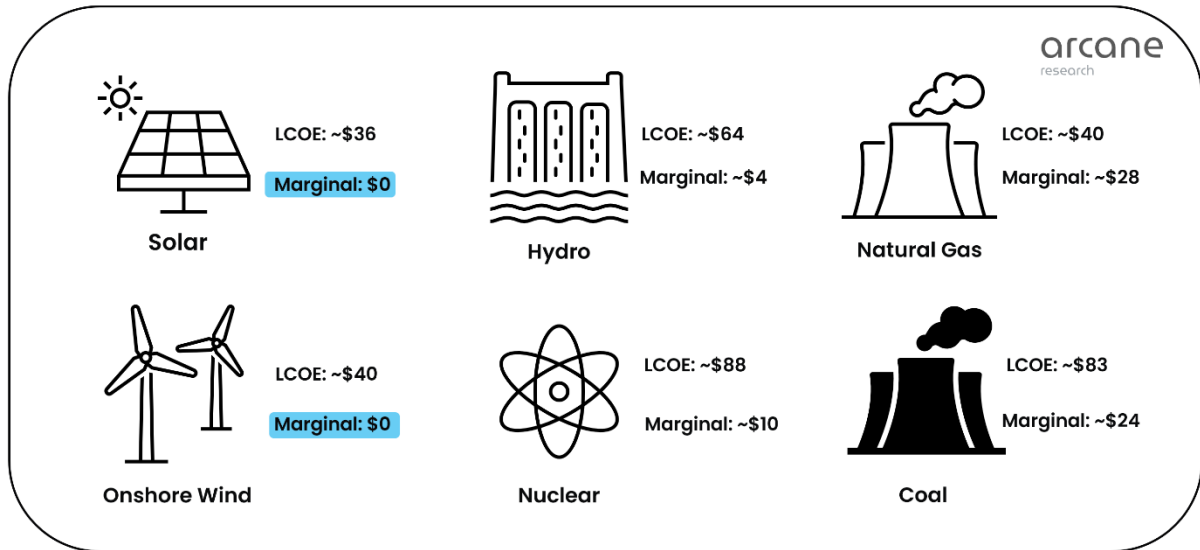 arcane
research
LCOE: ~$36
Marginal: $0
Solar
LCOE: ~$64
Marginal: ~$4
Hydro
LCOE: ~$40
Marginal: ~$28
Natural Gas
LCOE: ~$40
Marginal: $0
Onshore Wind
LCOE: ~$88
Marginal: ~$10
Nuclear
LCOE: ~$83
Marginal: ~$24
Coal